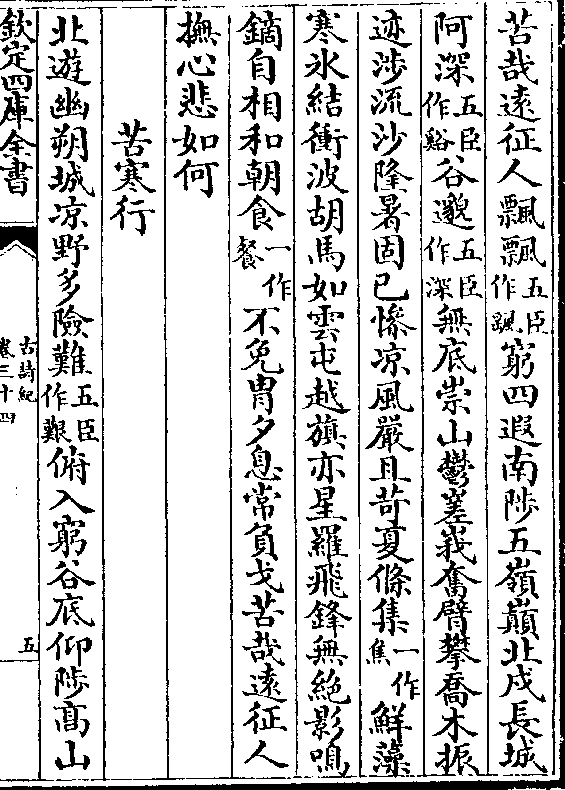 苦哉遠征人飄飄五臣作飖窮四遐南陟五嶺巔北戍長城
阿深五臣作谿谷邈五臣作深無底崇山鬱嵳峩奮臂攀喬木振
迹涉流沙隆暑固已慘凉風嚴且苛夏條集一作焦鮮藻
寒氷結衝波胡馬如雲屯越旗亦星羅飛鋒無絶影鳴
鏑自相和朝食一作餐不免胄夕息常負戈苦哉遠征人
撫心悲如何
苦寒行
北遊幽朔城凉野多險難五臣作艱俯入窮谷底仰陟髙山
欽定四庫全書
古詩紀
卷三十四
五